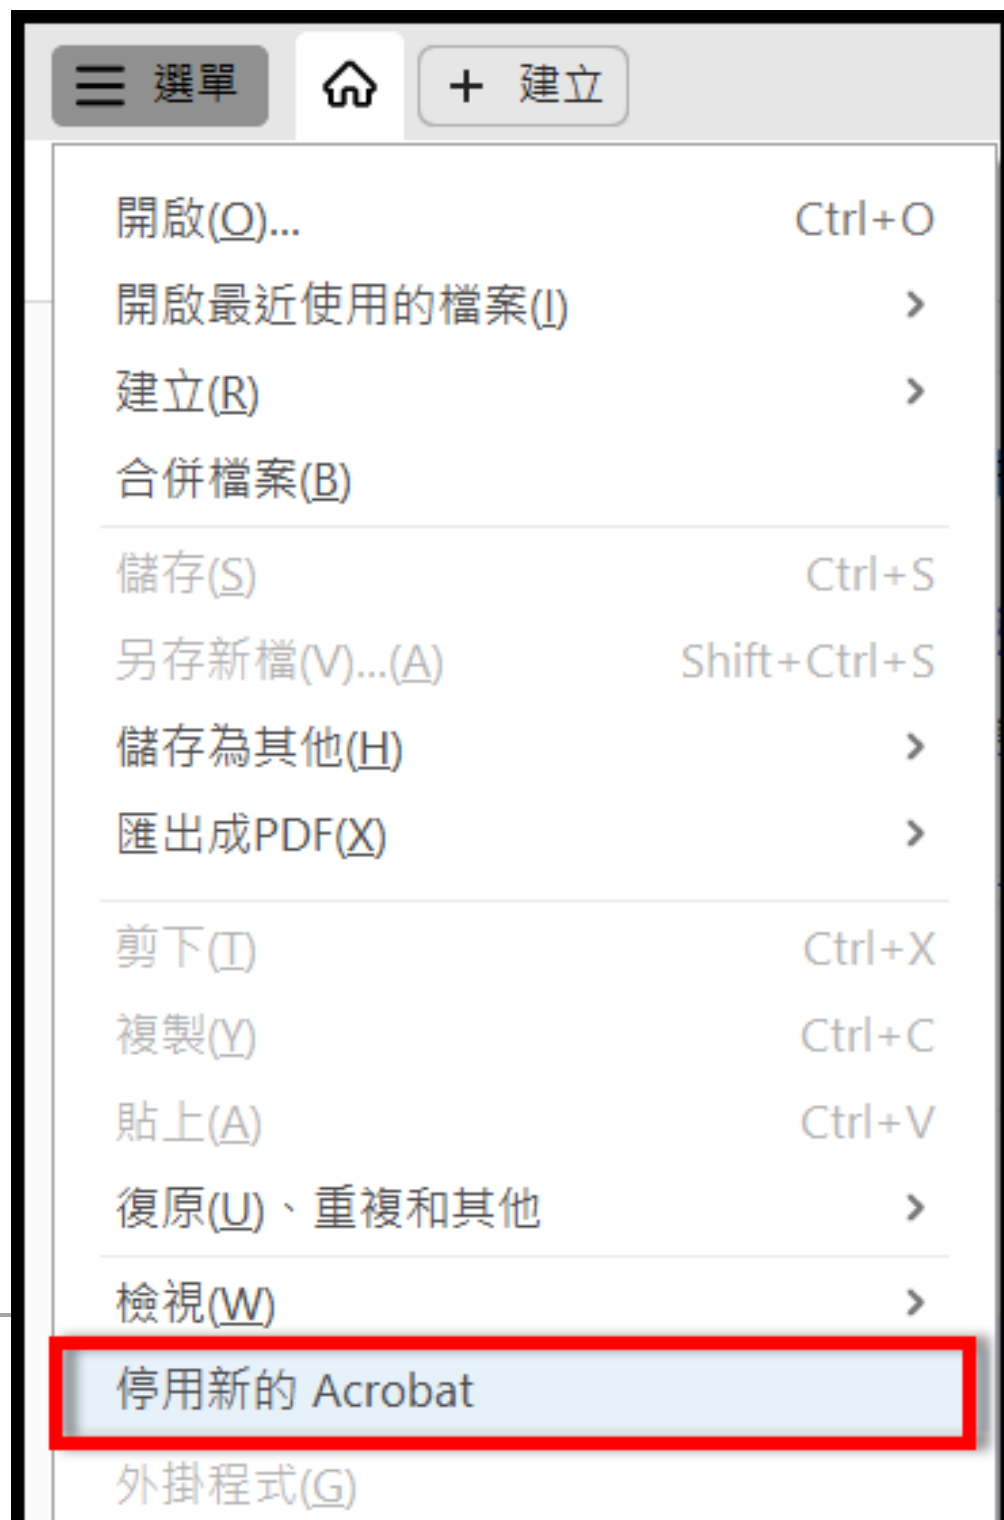 選單
建立
開啟(O)... Ctrl+O
開啟最近使用的檔案(I)
建立(R)
合併檔案(B)
儲存(S) Ctrl+S
另存新檔(V)...(A) Shift+Ctrl+S
儲存為其他(H)
匯出成PDF(X)
剪下(T) Ctrl+X
複製(Y) Ctrl+C
貼上(A) Ctrl+V
復原(U)、重複和其他
檢視(W)
停用新的 Acrobat
外掛程式(G)